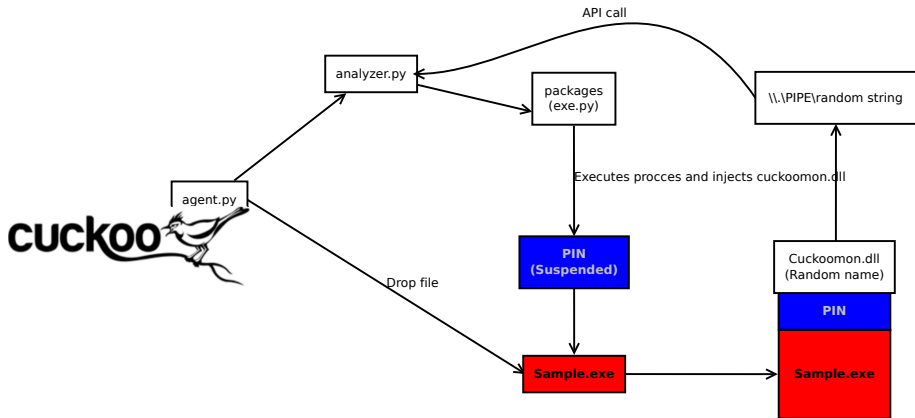 API call
analyzer.py
packages
(exe.py)
\\.\PIPE\random string
Executes procces and injects cuckoomon.dll
agent.py
cuckoo
PIN
(Suspended)
Cuckoomon.dll
(Random name)
Drop file
PIN
Sample.exe
Sample.exe